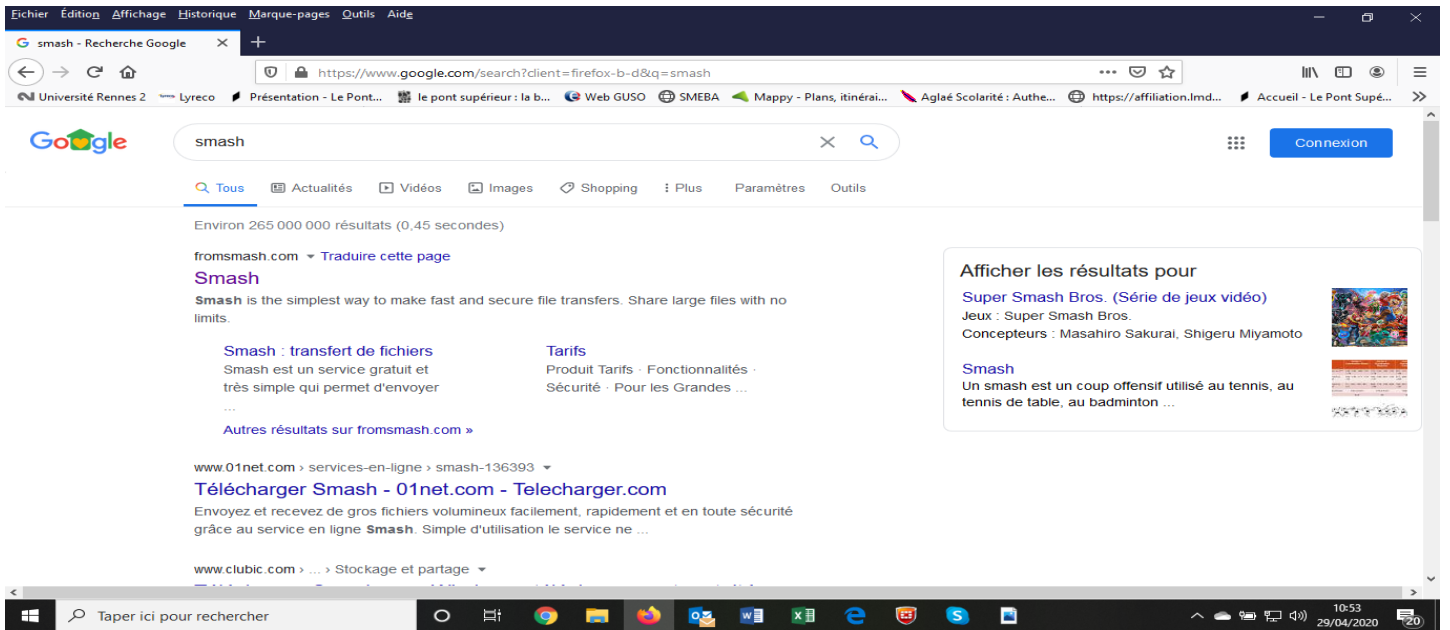 Fichier Édition Affichage Historique Marque-pages Outils Aide
smash - Recherche Google
https://www.google.com/search?client=firefox-b-d&q=smash
Université Rennes 2 Lyreco Présentation - Le Pont... le pont supérieur : la b... Web GUSO SMEBA Mappy - Plans, itinérai... Aglaé Scolarité : Authe... https://affiliation.lmd... Accueil - Le Pont Supé...
Google smash Connexion
Tous Actualités Vidéos Images Shopping Plus Paramètres Outils
Environ 265 000 000 résultats (0,45 secondes)
fromsmash.com Traduire cette page
Smash
Smash is the simplest way to make fast and secure file transfers. Share large files with no
limits.
Smash : transfert de fichiers
Smash est un service gratuit et
très simple qui permet d'envoyer
...
Tarifs
Produit Tarifs · Fonctionnalités ·
Sécurité · Pour les Grandes ...
Autres résultats sur fromsmash.com »
www.01net.com › services-en-ligne › smash-136393
Télécharger Smash - 01net.com - Telecharger.com
Envoyez et recevez de gros fichiers volumineux facilement, rapidement et en toute sécurité
grâce au service en ligne Smash. Simple d'utilisation le service ne ...
www.clubic.com › ... › Stockage et partage
Afficher les résultats pour
Super Smash Bros. (Série de jeux vidéo)
Jeux : Super Smash Bros.
Concepteurs : Masahiro Sakurai, Shigeru Miyamoto
Smash
Un smash est un coup offensif utilisé au tennis, au
tennis de table, au badminton ...
Taper ici pour rechercher
10:53
29/04/2020
20